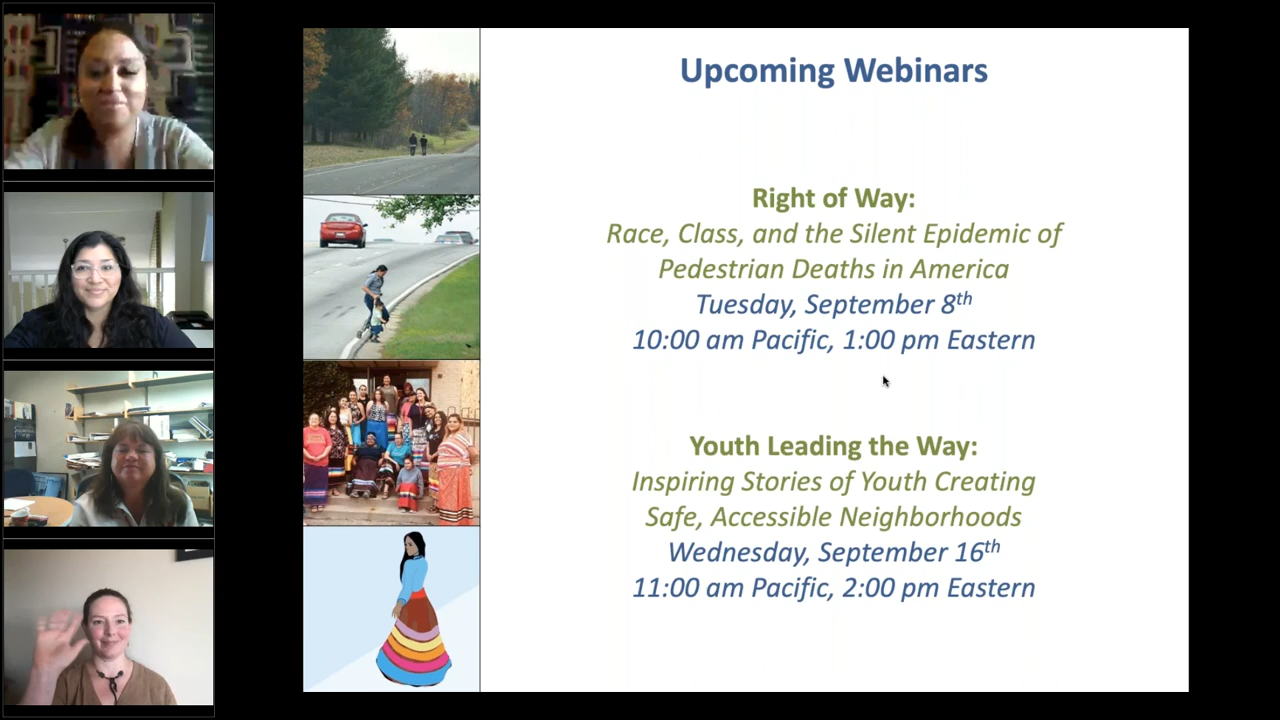 Upcoming Webinars
Right of Way:
Race, Class, and the Silent Epidemic of
Pedestrian Deaths in America
Tuesday, September 8th
10:00 am Pacific, 1:00 pm Eastern
Youth Leading the Way:
Inspiring Stories of Youth Creating
Safe, Accessible Neighborhoods
Wednesday, September 16th
11:00 am Pacific, 2:00 pm Eastern